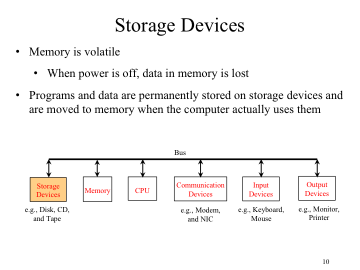 Storage Devices
• Memory is volatile
• When power is off, data in memory is lost
• Programs and data are permanently stored on storage devices and
are moved to memory when the computer actually uses them
Bus
Storage
Devices
Memory
CPU
Communication
Devices
Input
Devices
Output
Devices
e.g., Disk, CD,
and Tape
e.g., Modem,
and NIC
e.g., Keyboard,
Mouse
e.g., Monitor,
Printer
10